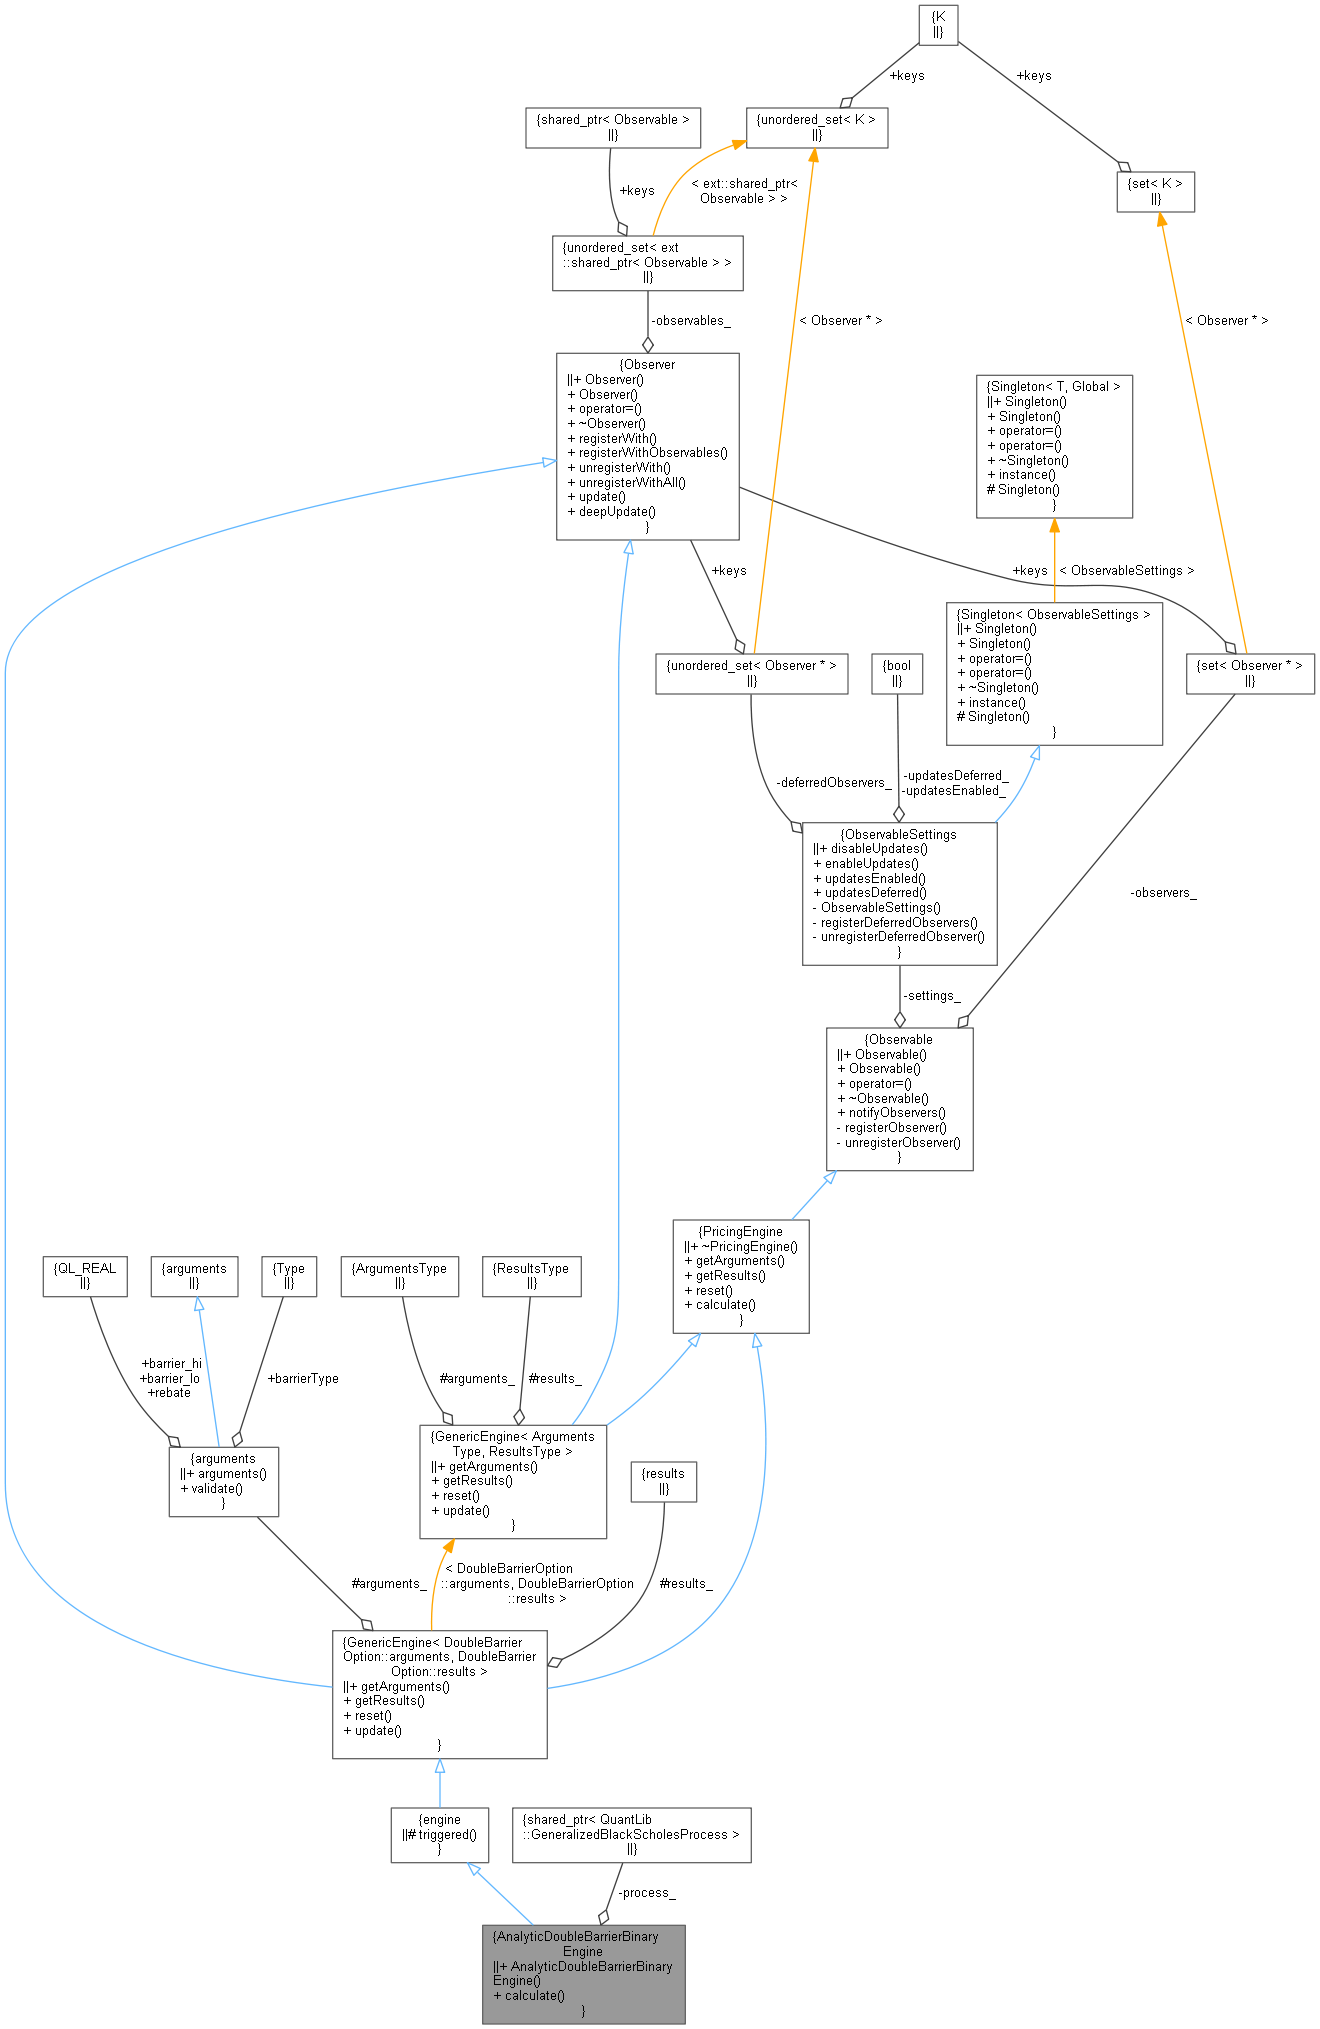 {K
||}
+keys
+keys
{shared_ptr< Observable >
||}
{unordered_set< K >
||}
{set< K >
||}
+keys
< ext::shared_ptr<
Observable > >
{unordered_set< ext
::shared_ptr< Observable > >
||}
-observables_
< Observer * >
< Observer * >
{Observer
||+ Observer()
+ Observer()
+ operator=()
+ ~Observer()
+ registerWith()
+ registerWithObservables()
+ unregisterWith()
+ unregisterWithAll()
+ update()
+ deepUpdate()
}
{Singleton< T, Global >
||+ Singleton()
+ Singleton()
+ operator=()
+ operator=()
+ ~Singleton()
+ instance()
# Singleton()
}
+keys
+keys
< ObservableSettings >
{Singleton< ObservableSettings >
||+ Singleton()
+ Singleton()
+ operator=()
+ operator=()
+ ~Singleton()
+ instance()
# Singleton()
}
{unordered_set< Observer * >
||}
{bool
||}
{set< Observer * >
||}
-deferredObservers_
-updatesDeferred_
-updatesEnabled_
{ObservableSettings
||+ disableUpdates()
+ enableUpdates()
+ updatesEnabled()
+ updatesDeferred()
- ObservableSettings()
- registerDeferredObservers()
- unregisterDeferredObserver()
}
-observers_
-settings_
{Observable
||+ Observable()
+ Observable()
+ operator=()
+ ~Observable()
+ notifyObservers()
- registerObserver()
- unregisterObserver()
}
{PricingEngine
||+ ~PricingEngine()
+ getArguments()
+ getResults()
+ reset()
+ calculate()
}
{QL_REAL
||}
{arguments
||}
{Type
||}
{ArgumentsType
||}
{ResultsType
||}
+barrier_hi
+barrier_lo
+rebate
+barrierType
#arguments_
#results_
{arguments
||+ arguments()
+ validate()
}
{GenericEngine< Arguments
Type, ResultsType >
||+ getArguments()
+ getResults()
+ reset()
+ update()
}
{results
||}
#arguments_
< DoubleBarrierOption
::arguments, DoubleBarrierOption
::results >
#results_
{GenericEngine< DoubleBarrier
Option::arguments, DoubleBarrier
Option::results >
||+ getArguments()
+ getResults()
+ reset()
+ update()
}
{engine
||# triggered()
}
{shared_ptr< QuantLib
::GeneralizedBlackScholesProcess >
||}
-process_
{AnalyticDoubleBarrierBinary
Engine
||+ AnalyticDoubleBarrierBinary
Engine()
+ calculate()
}